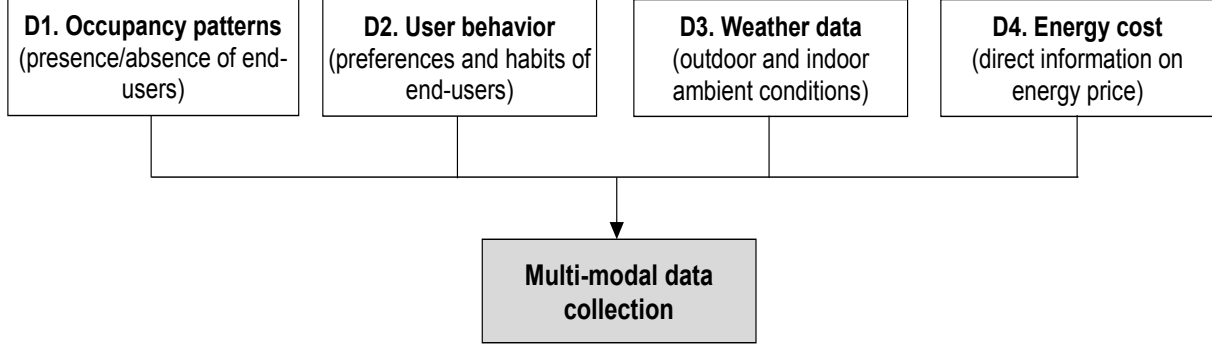 D1. Occupancy patterns
(presence/absence of end-
users)
D2. User behavior
(preferences and habits of
end-users)
D3. Weather data
(outdoor and indoor
ambient conditions)
D4. Energy cost
(direct information on
energy price)
Multi-modal data
collection